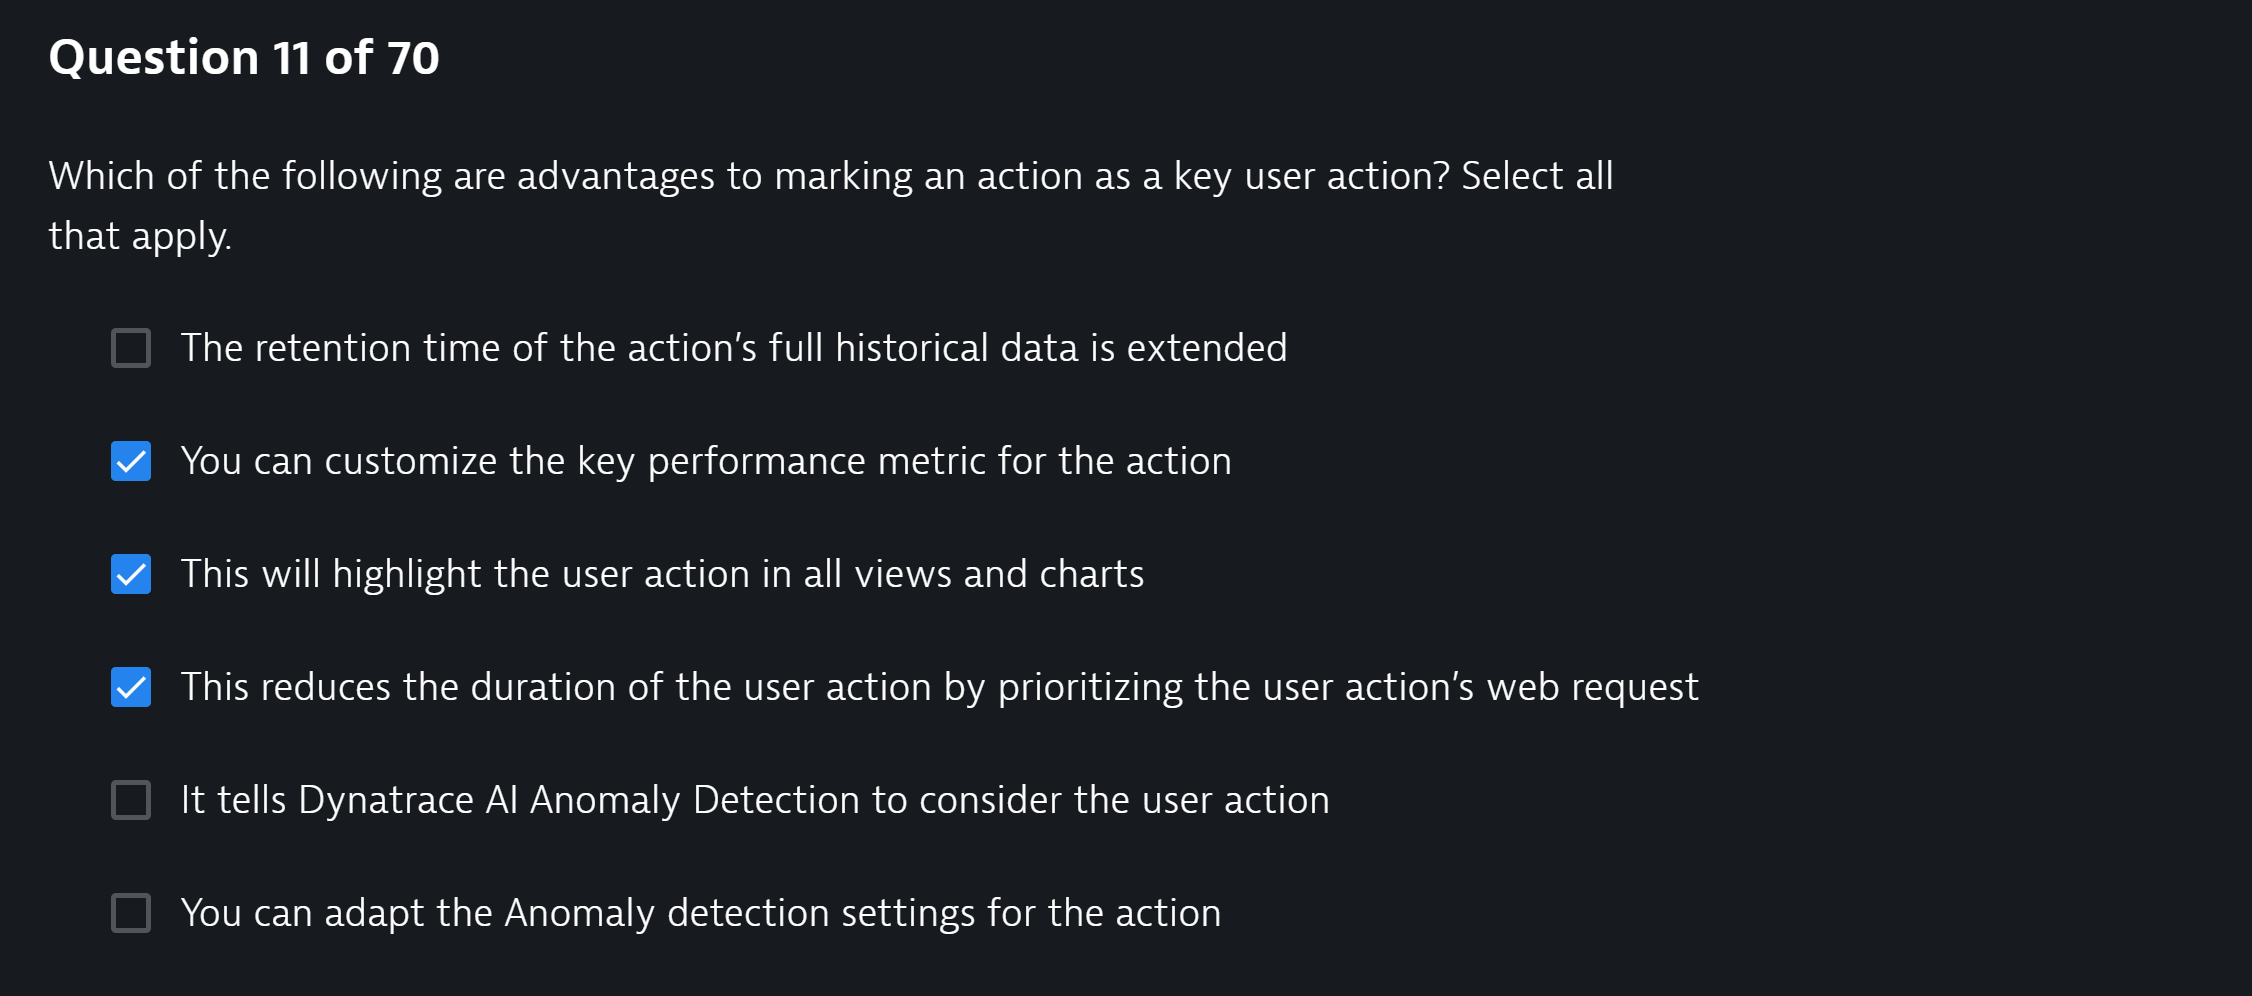 Question 11 of 70
Which of the following are advantages to marking an action as a key user action? Select all
that apply.
The retention time of the action’s full historical data is extended
You can customize the key performance metric for the action
This will highlight the user action in all views and charts
This reduces the duration of the user action by prioritizing the user action’s web request
It tells Dynatrace AI Anomaly Detection to consider the user action
You can adapt the Anomaly detection settings for the action